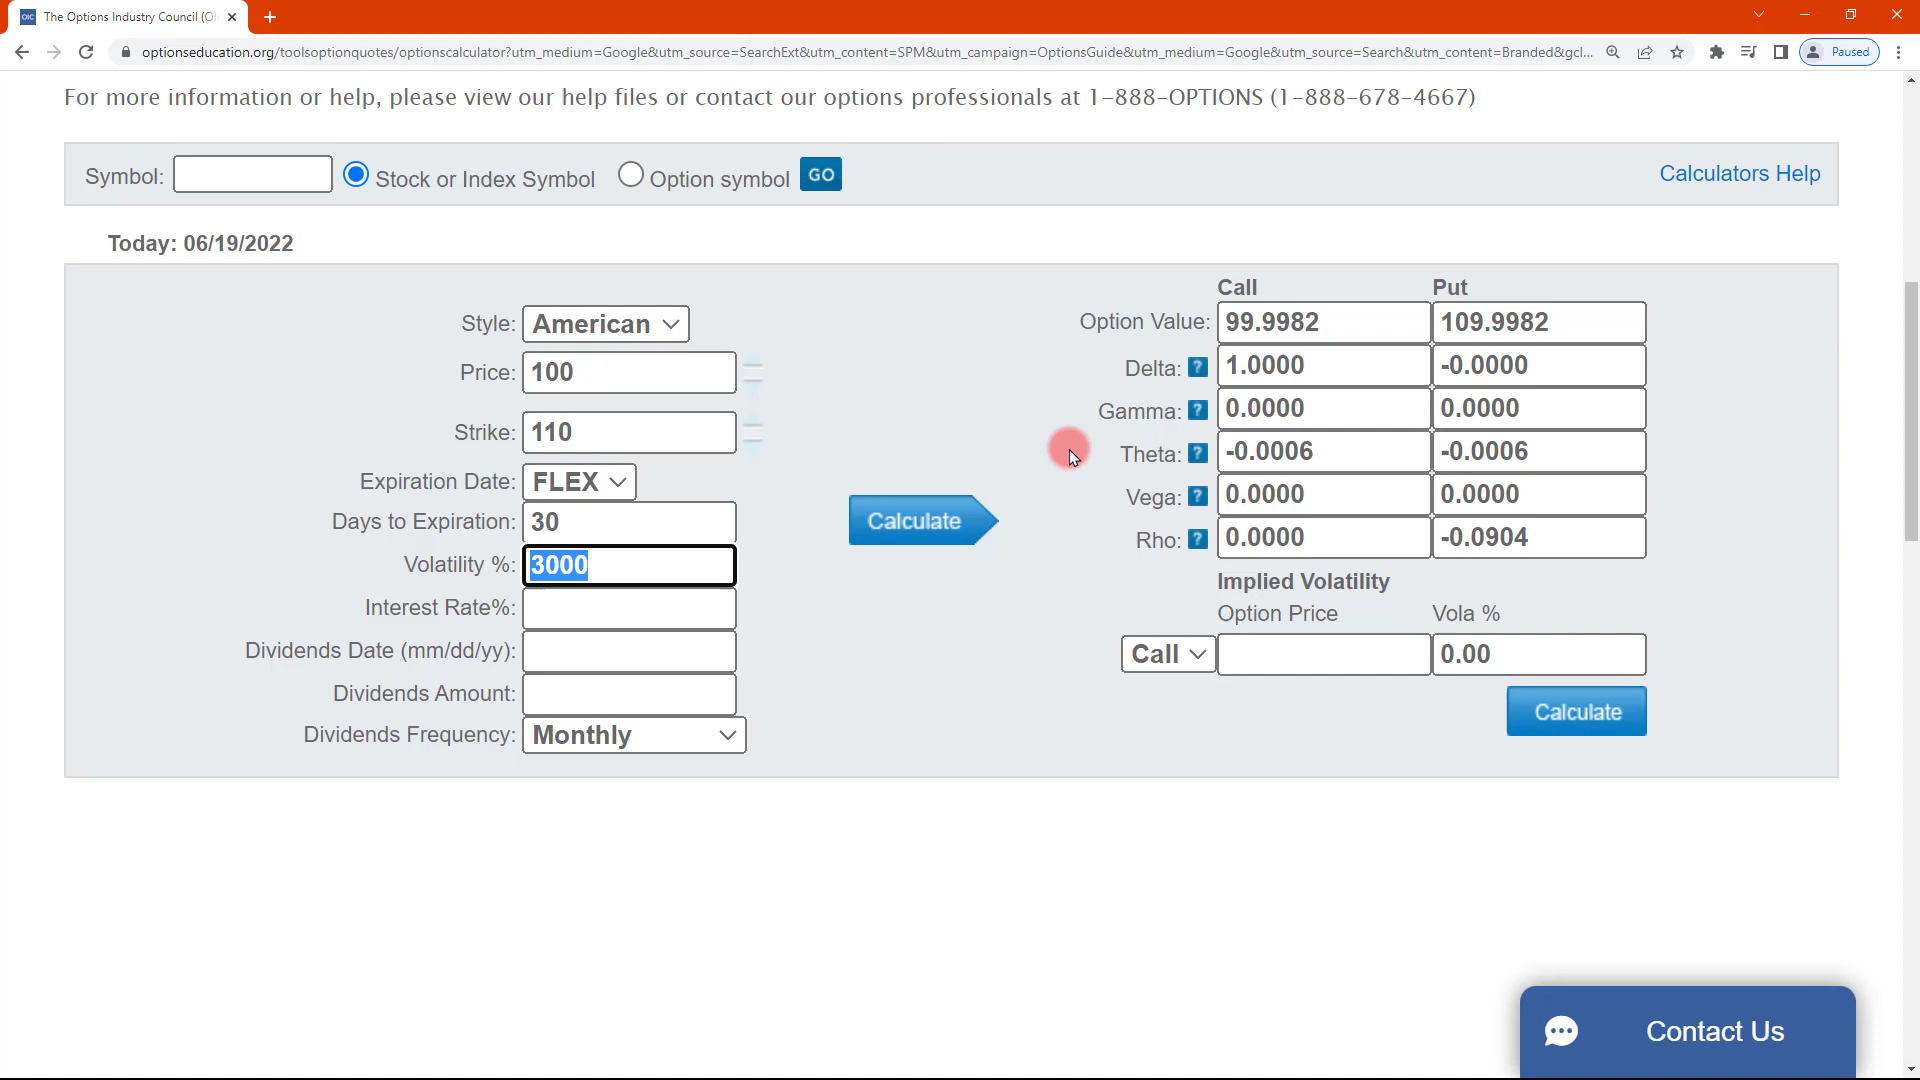 OIC The Options Industry Council (OI
optionseducation.org/toolsoptionquotes/optionscalculator?utm_medium=Google&utm_source=SearchExt&utm_content=SPM&utm_campaign=OptionsGuide&utm_medium=Google&utm_source=Search&utm_content=Branded&gcl... Paused
For more information or help, please view our help files or contact our options professionals at 1-888-OPTIONS (1-888-678-4667)
Symbol: Stock or Index Symbol Option symbol GO Calculators Help
Today: 06/19/2022
Call Put
Style: American
Option Value: 99.9982 109.9982
Price: 100
Delta: ? 1.0000 -0.0000
Gamma: ? 0.0000 0.0000
Strike: 110
Theta: ? -0.0006 -0.0006
Expiration Date: FLEX
Vega: ? 0.0000 0.0000
Days to Expiration: 30
Calculate
Rho: ? 0.0000 -0.0904
Volatility %: 3000
Implied Volatility
Interest Rate%:
Option Price Vola %
Dividends Date (mm/dd/yy):
Call 0.00
Dividends Amount:
Calculate
Dividends Frequency: Monthly
Contact Us